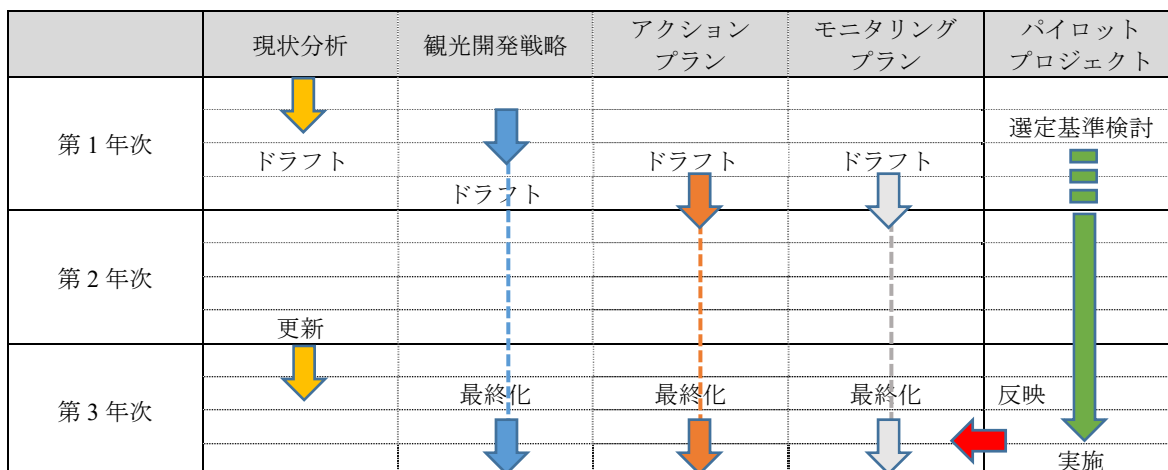 現状分析
観光開発戦略
アクション
プラン
モニタリング
プラン
パイロット
プロジェクト
第 1 年次
選定基準検討
ドラフト
ドラフト
ドラフト
ドラフト
第 2 年次
更新
第 3 年次
最終化
最終化
最終化
反映
実施